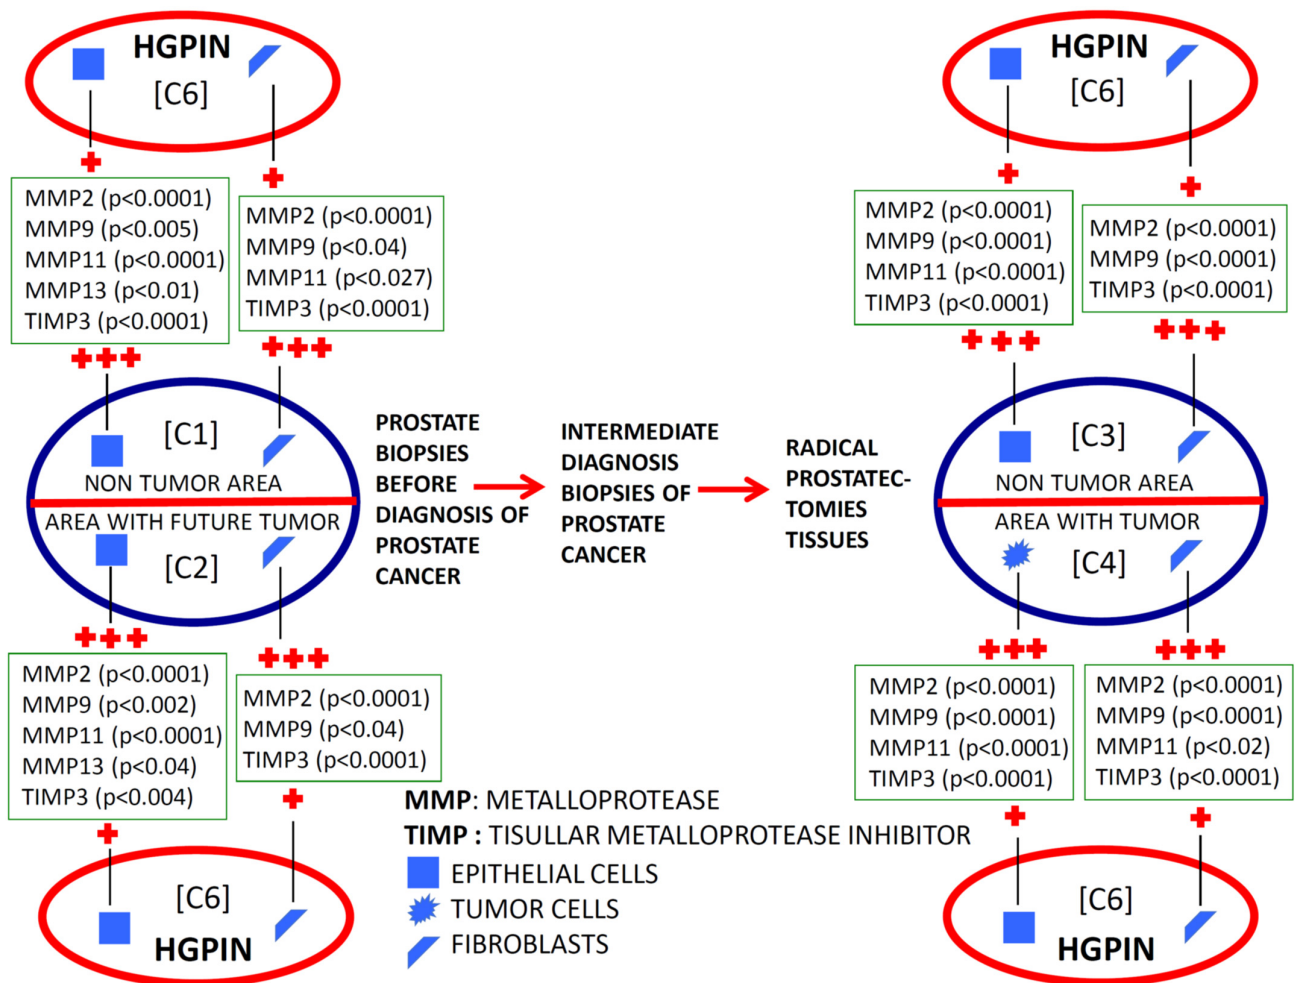 HGPIN
[C6]
MMP2 (p<0.0001)
MMP9 (p<0.005)
MMP11 (p<0.0001)
MMP13 (p<0.01)
TIMP3 (p<0.0001)
MMP2 (p<0.0001)
MMP9 (p<0.04)
MMP11 (p<0.027)
TIMP3 (p<0.0001)
[C1]
NON TUMOR AREA
AREA WITH FUTURE TUMOR
[C2]
MMP2 (p<0.0001)
MMP9 (p<0.002)
MMP11 (p<0.0001)
MMP13 (p<0.04)
TIMP3 (p<0.004)
MMP2 (p<0.0001)
MMP9 (p<0.04)
TIMP3 (p<0.0001)
[C6]
HGPIN
PROSTATE
BIOPSIES
BEFORE
DIAGNOSIS OF
PROSTATE
CANCER
INTERMEDIATE
DIAGNOSIS
BIOPSIES OF
PROSTATE
CANCER
RADICAL
PROSTATEC-
TOMIES
TISSUES
HGPIN
[C6]
MMP2 (p<0.0001)
MMP9 (p<0.0001)
MMP11 (p<0.0001)
TIMP3 (p<0.0001)
MMP2 (p<0.0001)
MMP9 (p<0.0001)
TIMP3 (p<0.0001)
[C3]
NON TUMOR AREA
AREA WITH TUMOR
[C4]
MMP2 (p<0.0001)
MMP9 (p<0.0001)
MMP11 (p<0.0001)
TIMP3 (p<0.0001)
MMP2 (p<0.0001)
MMP9 (p<0.0001)
MMP11 (p<0.02)
TIMP3 (p<0.0001)
[C6]
HGPIN
MMP: METALLOPROTEASE
TIMP : TISULLAR METALLOPROTEASE INHIBITOR
EPITHELIAL CELLS
TUMOR CELLS
FIBROBLASTS